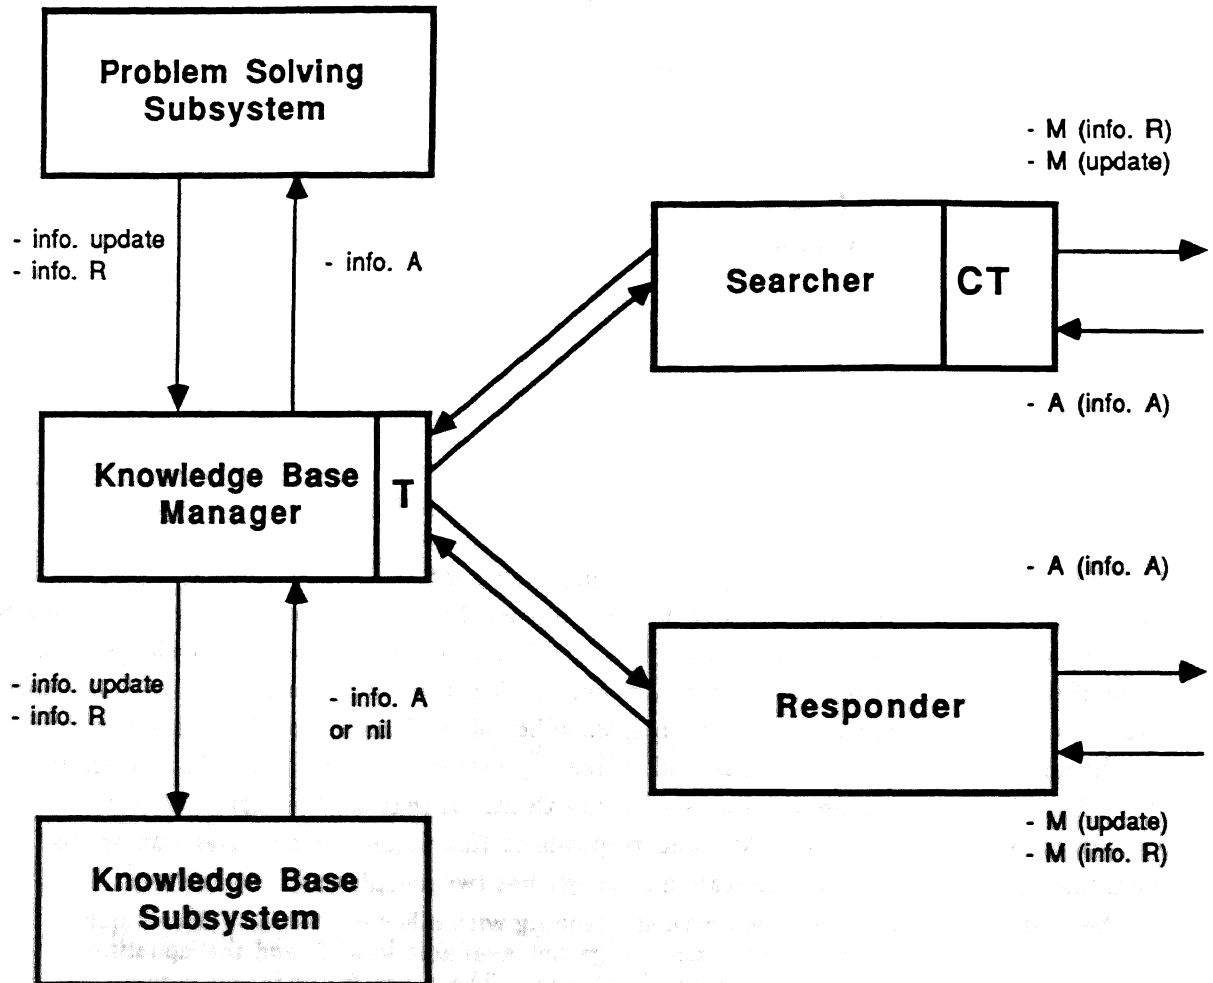 Problem Solving
Subsystem
- M (info. R)
- M (update)
- info. update
- info. R
- info. A
Searcher
CT
- A (info. A)
Knowledge Base
Manager
T
- A (info. A)
- info. update
- info. R
- info. A
or nil
Responder
- M (update)
- M (info. R)
Knowledge Base
Subsystem